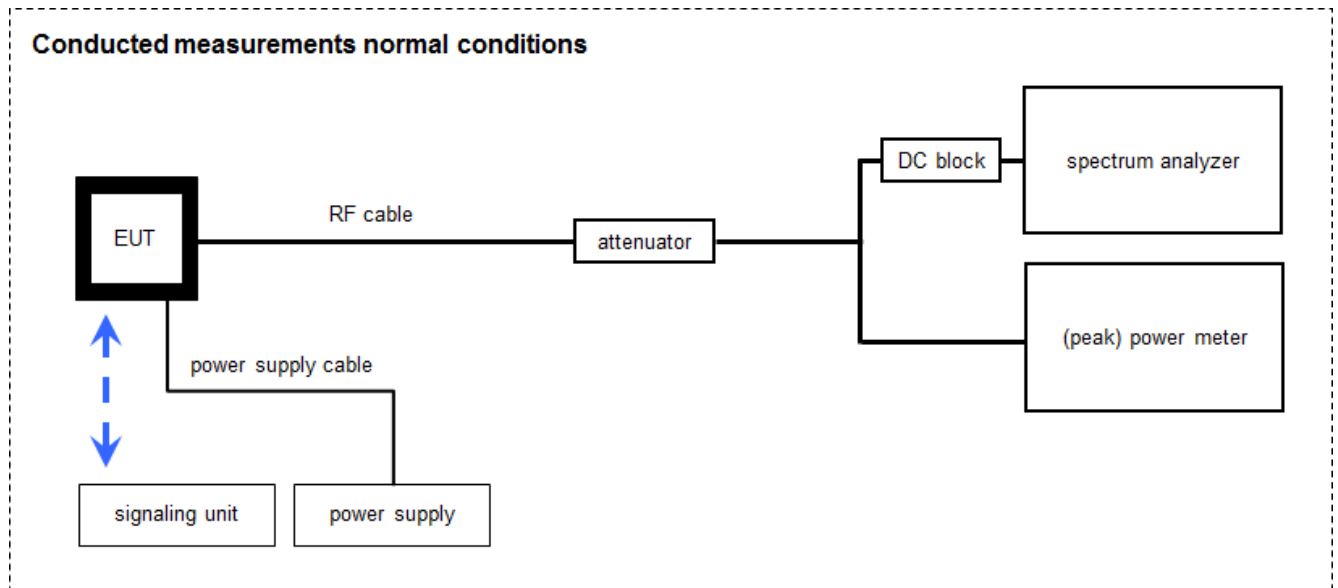 Conducted measurements normal conditions
DC block
spectrum analyzer
RF cable
EUT
attenuator
(peak) power meter
power supply cable
signaling unit
power supply